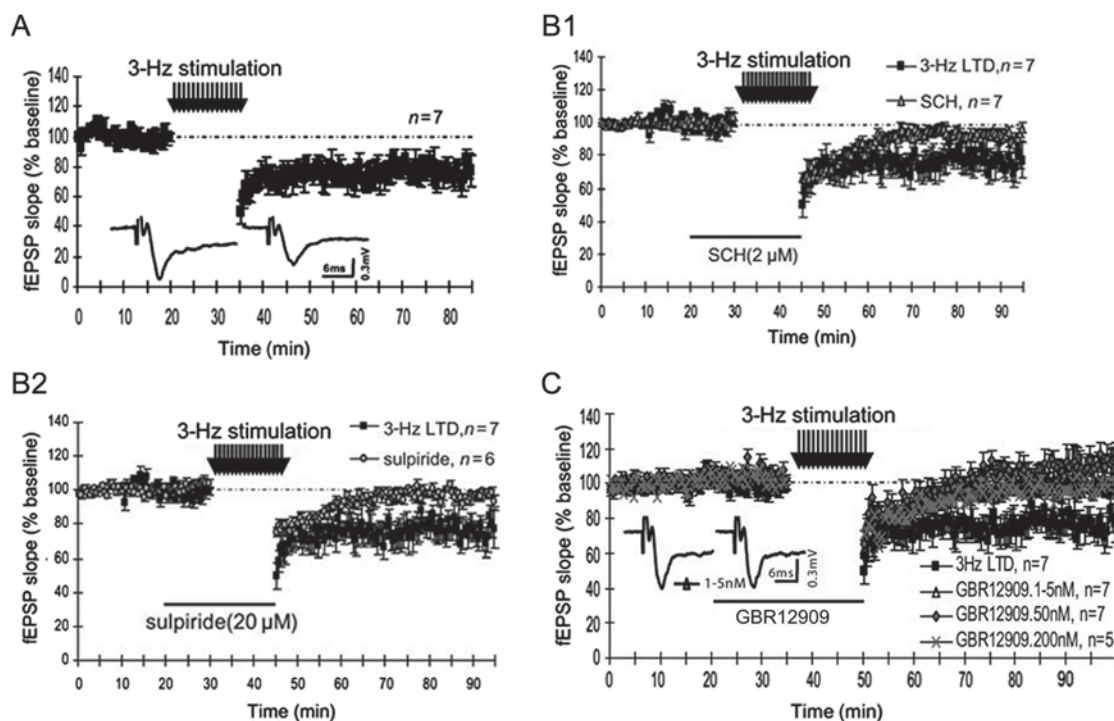 A
3-Hz stimulation
n=7
fEPSP slope (% baseline)
140
120
100
80
60
40
20
0
6ms
0.3mV
0 10 20 30 40 50 60 70 80
Time (min)
B1
3-Hz stimulation
3-Hz LTD,n=7
SCH, n=7
fEPSP slope (% baseline)
140
120
100
80
60
40
20
0
SCH(2 μM)
0 10 20 30 40 50 60 70 80 90
Time (min)
B2
3-Hz stimulation
3-Hz LTD,n=7
sulpiride, n=6
fEPSP slope (% baseline)
140
120
100
80
60
40
20
0
sulpiride(20 μM)
0 10 20 30 40 50 60 70 80 90
Time (min)
C
3-Hz stimulation
fEPSP slope (% baseline)
140
120
100
80
60
40
20
0
1-5nM
6ms
0.3mV
GBR12909
3Hz LTD, n=7
GBR12909.1-5nM, n=7
GBR12909.50nM, n=7
GBR12909.200nM, n=5
0 10 20 30 40 50 60 70 80 90
Time (min)